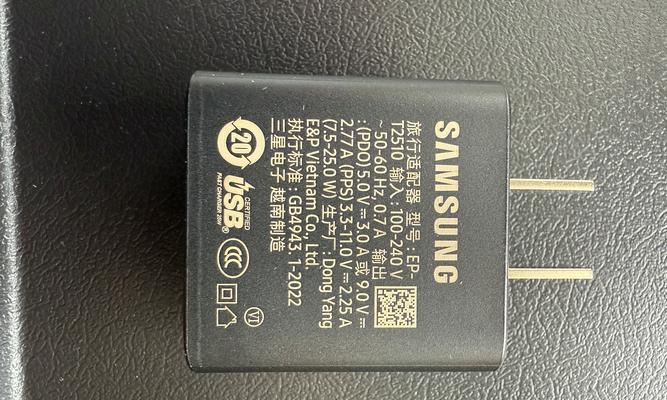 SAMSUNG
旅行适配器 型号: EP-
T2510 输入: 100-240 V
~ 50-60 Hz, 0.7 A 输出
: (PDO) 5.0 V⎓ 3.0 A 或 9.0 V⎓
2.77 A (PPS) 3.3-11.0 V⎓ 2.25 A
(7.5-25.0 W) 生产厂: Dong Yang
E&P Vietnam Co., Ltd.
执行标准: GB4943.1-2022
三星电子 越南制造
20
CERTIFIED
USB
FAST CHARGER 25W
CCC
VI